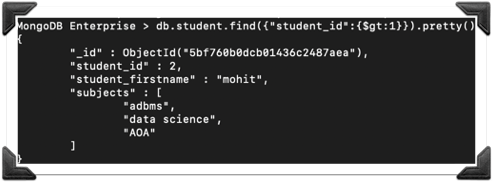 MongoDB Enterprise > db.student.find({"student_id":{$gt:1}}).pretty()
{
"_id" : ObjectId("5bf760b0dcb01436c2487aea"),
"student_id" : 2,
"student_firstname" : "mohit",
"subjects" : [
"adbms",
"data science",
"AOA"
]
}